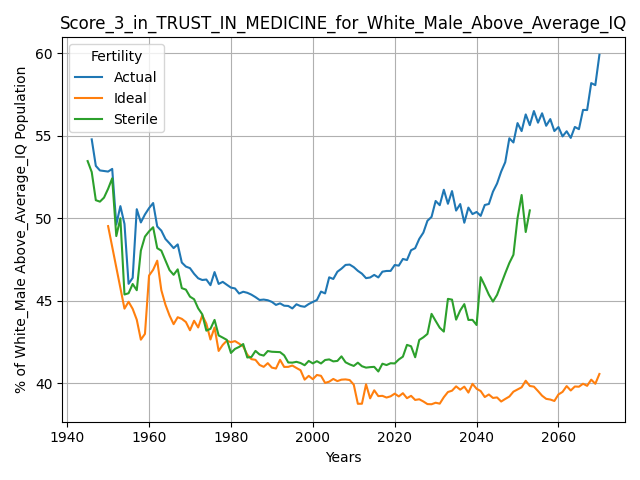 Score_3_in_TRUST_IN_MEDICINE_for_White_Male_Above_Average_IQ
Fertility
Actual
Ideal
Sterile
% of White_Male Above_Average_IQ Population
60
55
50
45
40
1940
1960
1980
2000
2020
2040
2060
Years